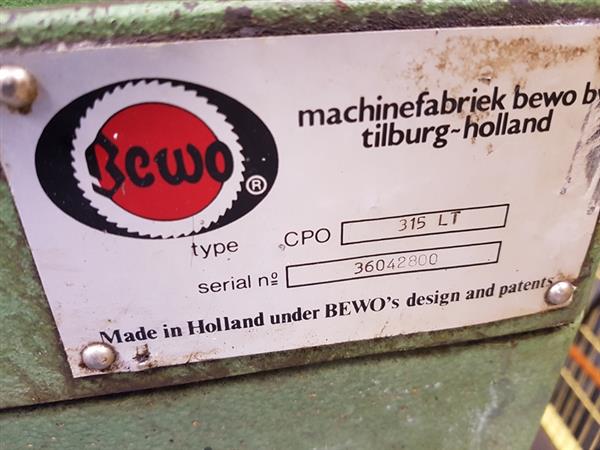 Bewo ®
machinefabriek bewo bv
tilburg~holland
type CPO 315 LT
serial nº 36042800
Made in Holland under BEWO's design and patents